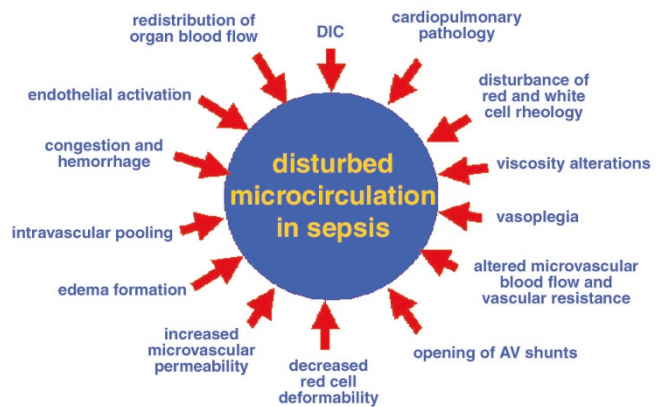 redistribution of
organ blood flow
DIC
cardiopulmonary
pathology
disturbance of
red and white
cell rheology
viscosity alterations
vasoplegia
altered microvascular
blood flow and
vascular resistance
opening of AV shunts
decreased
red cell
deformability
increased
microvascular
permeability
edema formation
intravascular pooling
congestion and
hemorrhage
endothelial activation
disturbed
microcirculation
in sepsis